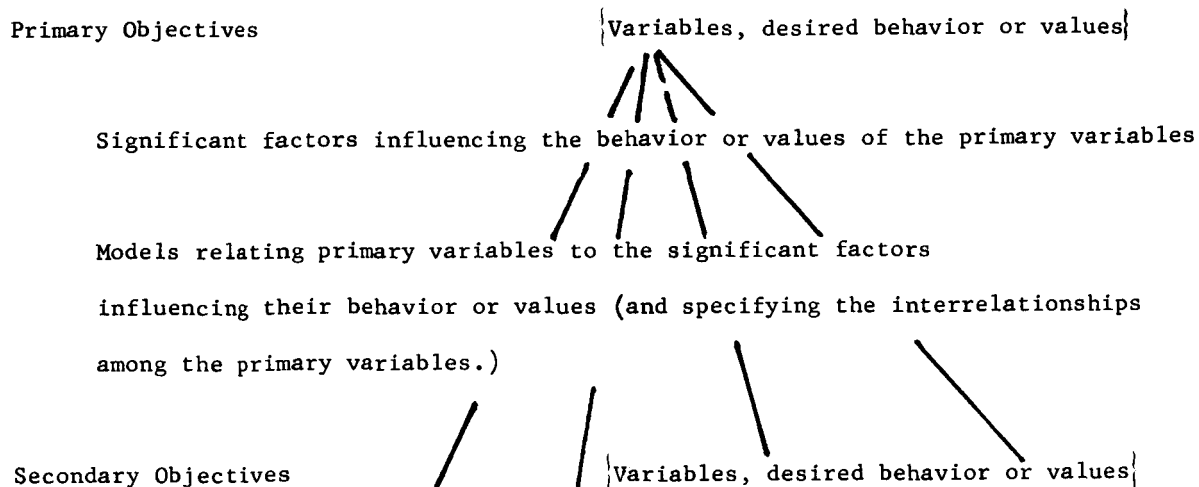 Primary Objectives {Variables, desired behavior or values}
Significant factors influencing the behavior or values of the primary variables
Models relating primary variables to the significant factors
influencing their behavior or values (and specifying the interrelationships
among the primary variables.)
Secondary Objectives {Variables, desired behavior or values}